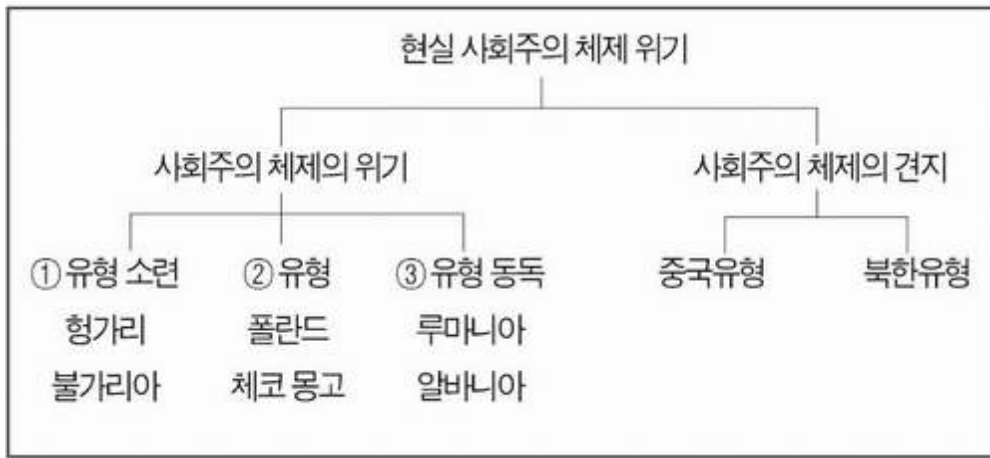 현실 사회주의 체제 위기
사회주의 체제의 위기
사회주의 체제의 견지
① 유형 소련
헝가리
불가리아
② 유형
폴란드
체코 몽고
③ 유형 동독
루마니아
알바니아
중국유형
북한유형